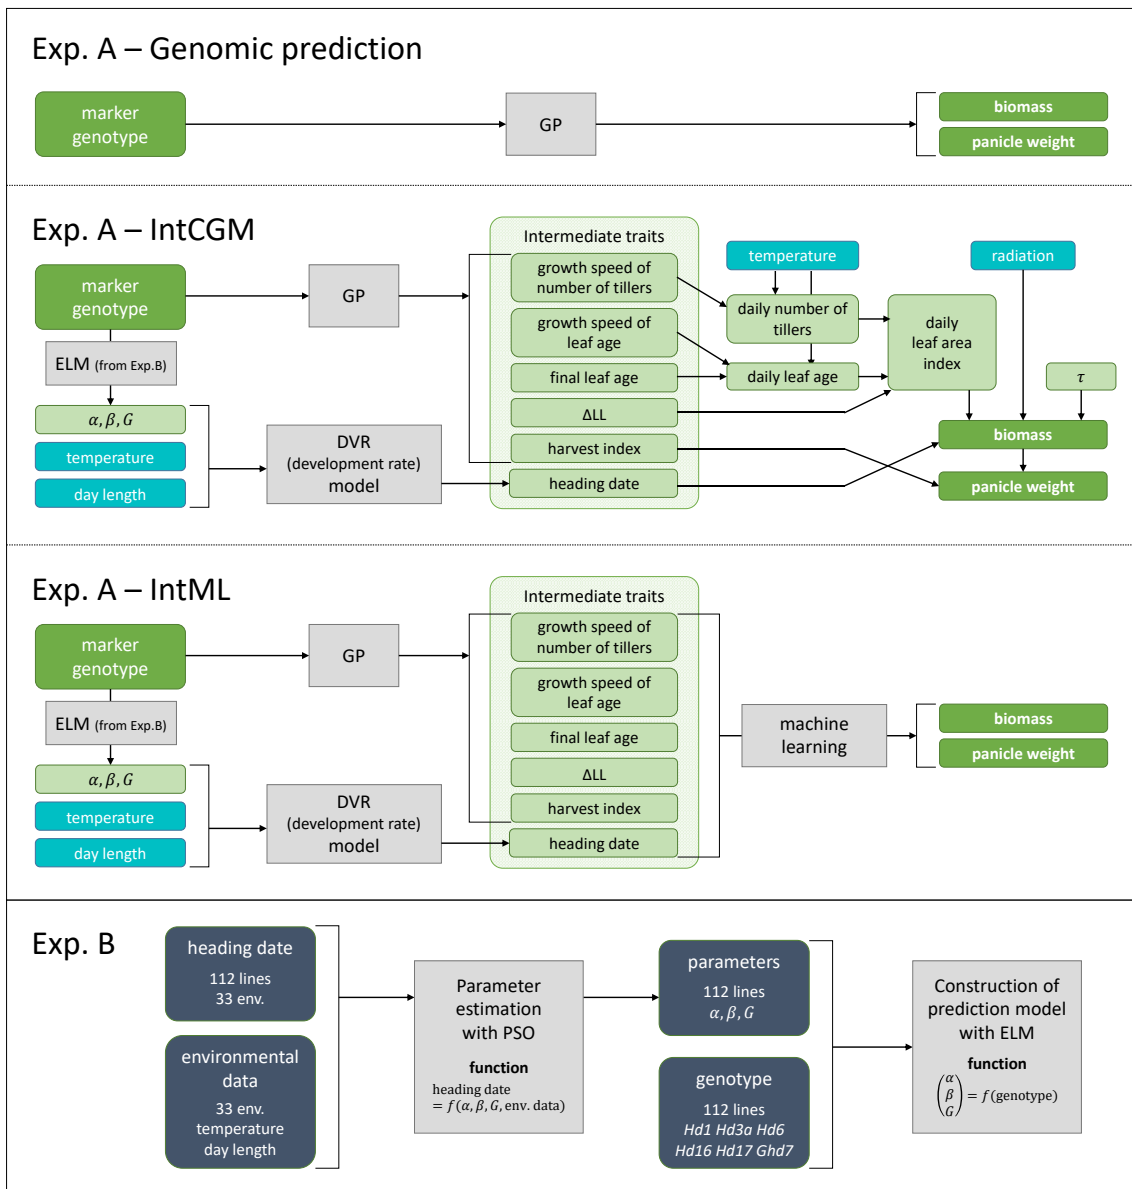 Exp. A – Genomic prediction
marker
genotype
GP
biomass
panicle weight
Exp. A – IntCGM
marker
genotype
ELM (from Exp.B)
α, β, G
temperature
day length
GP
DVR
(development rate)
model
Intermediate traits
growth speed of
number of tillers
growth speed of
leaf age
final leaf age
ΔLL
harvest index
heading date
temperature
daily number of
tillers
daily leaf age
daily
leaf area
index
radiation
τ
biomass
panicle weight
Exp. A – IntML
marker
genotype
ELM (from Exp.B)
α, β, G
temperature
day length
GP
DVR
(development rate)
model
Intermediate traits
growth speed of
number of tillers
growth speed of
leaf age
final leaf age
ΔLL
harvest index
heading date
machine
learning
biomass
panicle weight
Exp. B
heading date
112 lines
33 env.
environmental
data
33 env.
temperature
day length
Parameter
estimation
with PSO
function
heading date
= f(α, β, G, env. data)
parameters
112 lines
α, β, G
genotype
112 lines
Hd1 Hd3a Hd6
Hd16 Hd17 Ghd7
Construction of
prediction model
with ELM
function
α
β
G
= f(genotype)